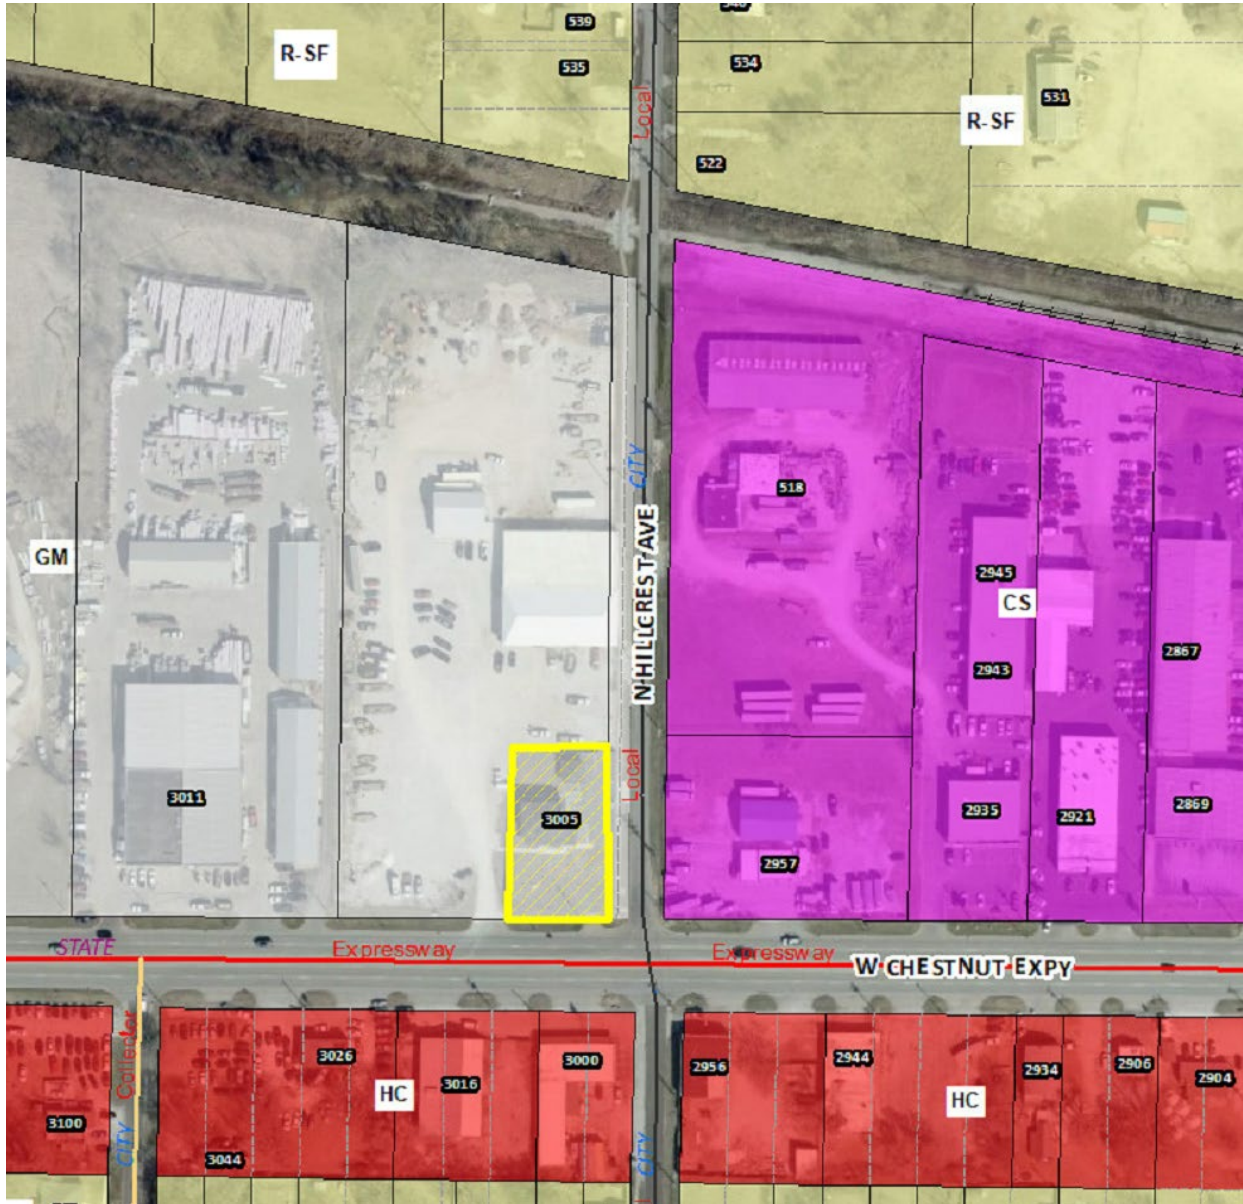 539
R-SF
535
534
531
Local
R-SF
522
CITY
518
N HILLCREST AVE
GM
2945
CS
2943
2867
Local
3011
3005
2935
2921
2869
2957
STATE
Expressway
Expressway
W CHESTNUT EXPY
Collector
3026
3000
2956
2944
2934
2906
2904
3016
HC
HC
3100
CITY
3044
CITY